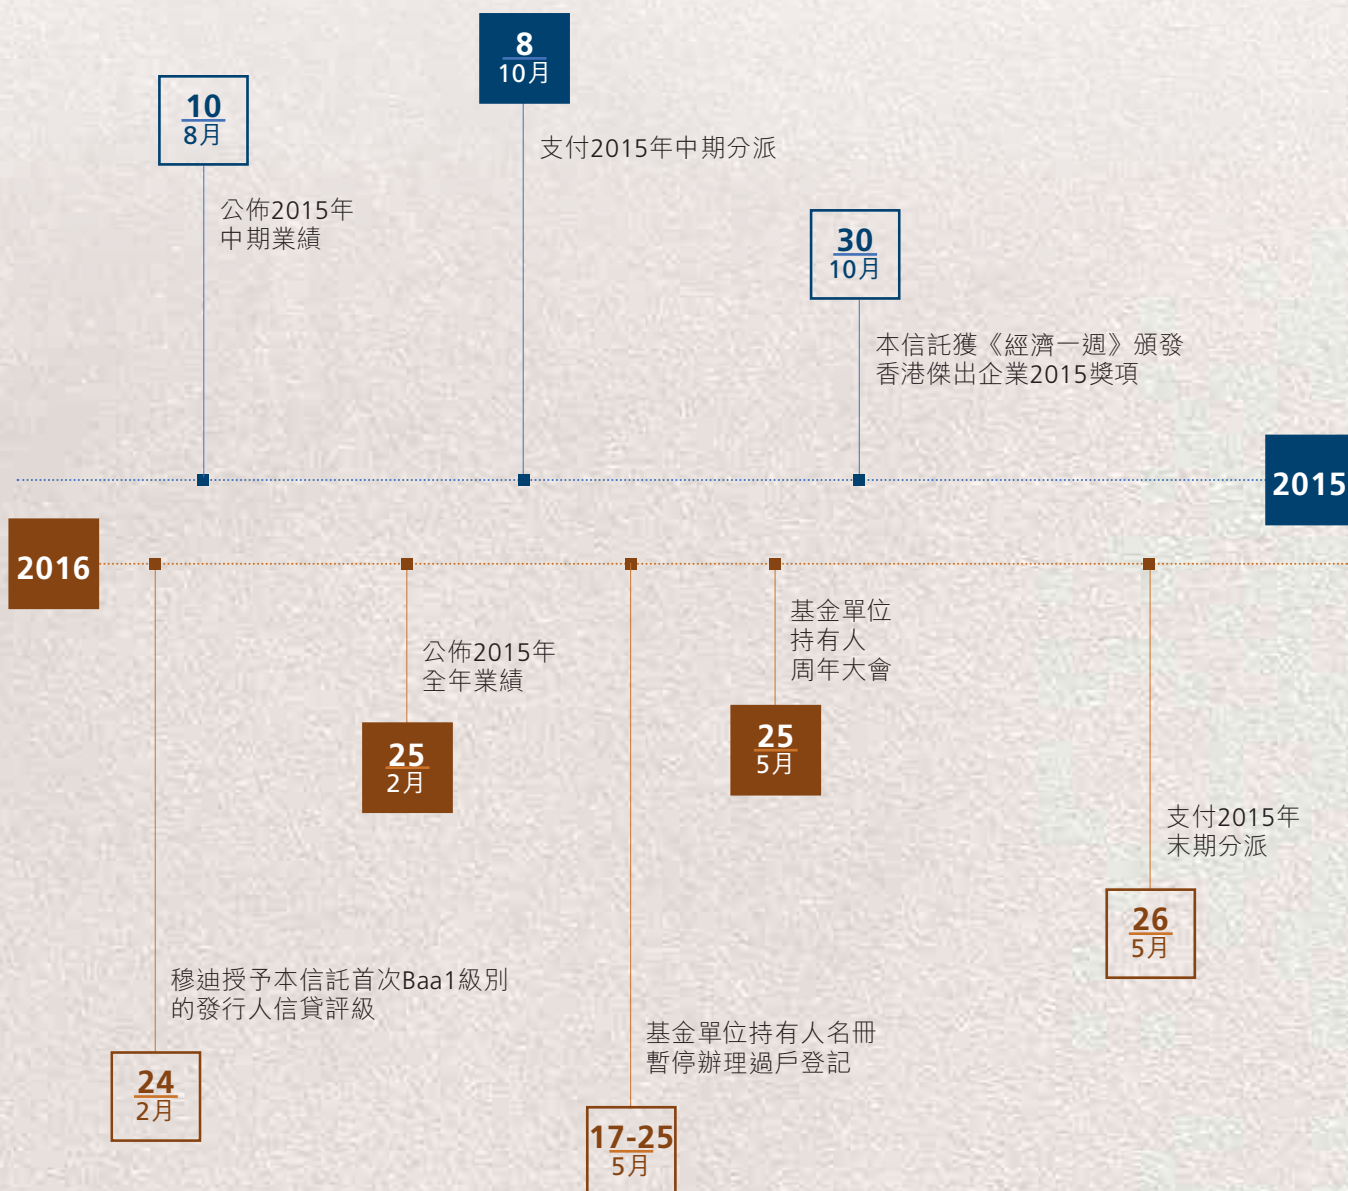 8
10月
10
8月
支付2015年中期分派
公佈2015年
中期業績
30
10月
本信託獲《經濟一週》頒發
香港傑出企業2015獎項
2015
2016
基金單位
持有人
周年大會
公佈2015年
全年業績
25
5月
25
2月
支付2015年
末期分派
26
5月
穆迪授予本信託首次Baa1級別
的發行人信貸評級
基金單位持有人名冊
暫停辦理過戶登記
24
2月
17-25
5月